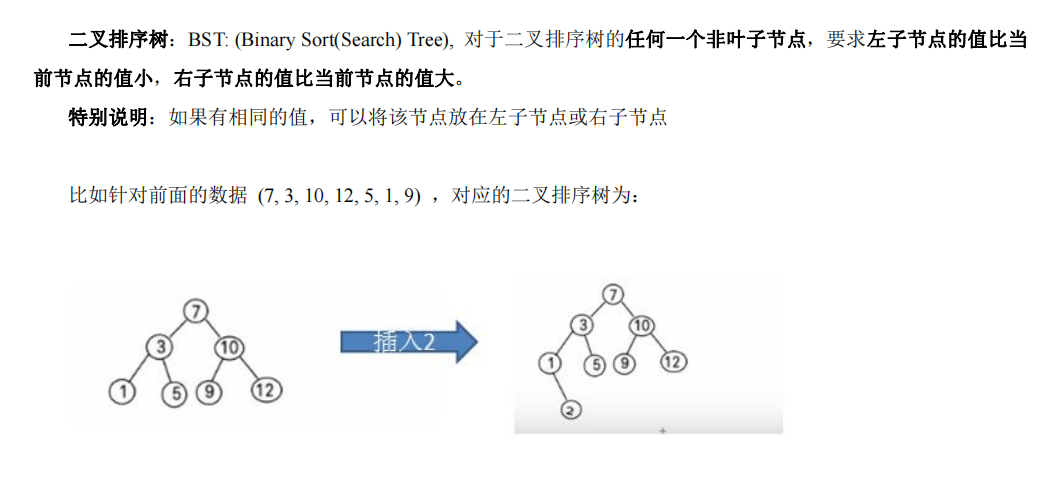 二叉排序树：BST: (Binary Sort(Search) Tree), 对于二叉排序树的任何一个非叶子节点，要求左子节点的值比当
前节点的值小，右子节点的值比当前节点的值大。
特别说明：如果有相同的值，可以将该节点放在左子节点或右子节点
比如针对前面的数据 (7, 3, 10, 12, 5, 1, 9) ，对应的二叉排序树为：
7
3 10
1 5 9 12
插入2
7
3 10
1 5 9 12
2